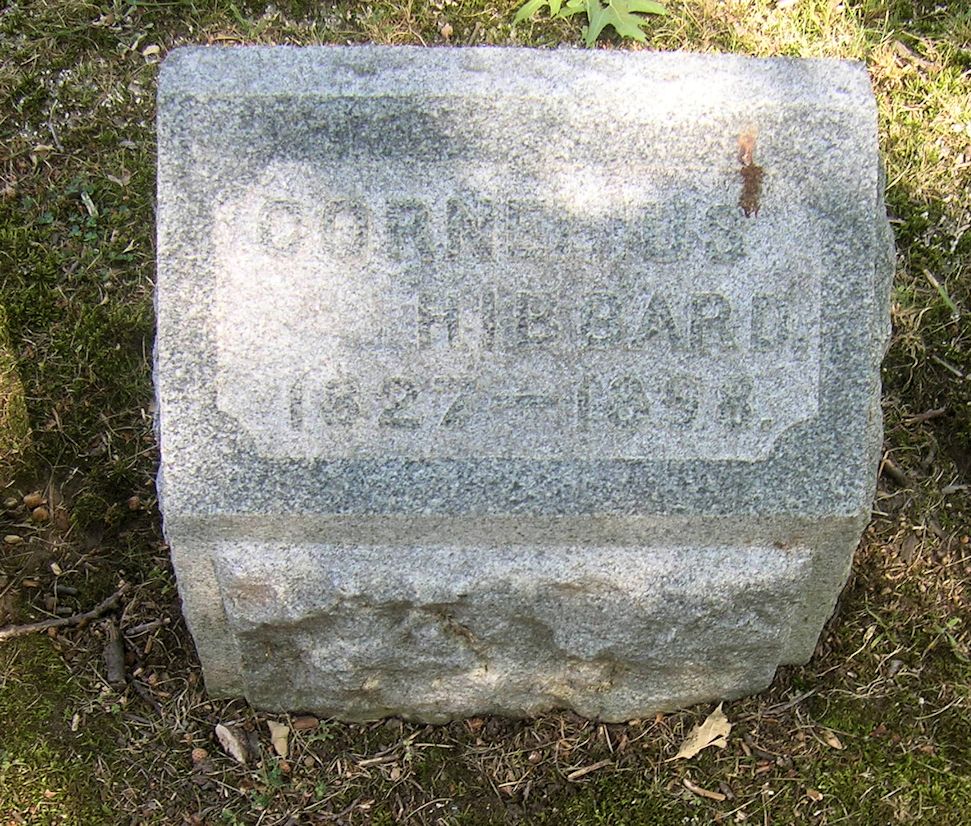 CORNELIUS
HIBBARD,
1827—1898.